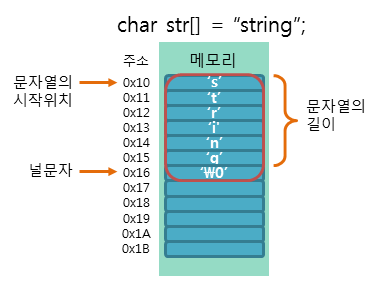 char str[] = “string”;
주소 메모리
문자열의
시작위치
0x10 ‘s’
0x11 ‘t’
0x12 ‘r’
0x13 ‘i’
0x14 ‘n’
0x15 ‘g’
널문자 0x16 ‘₩0’
0x17
0x18
0x19
0x1A
0x1B
문자열의
길이